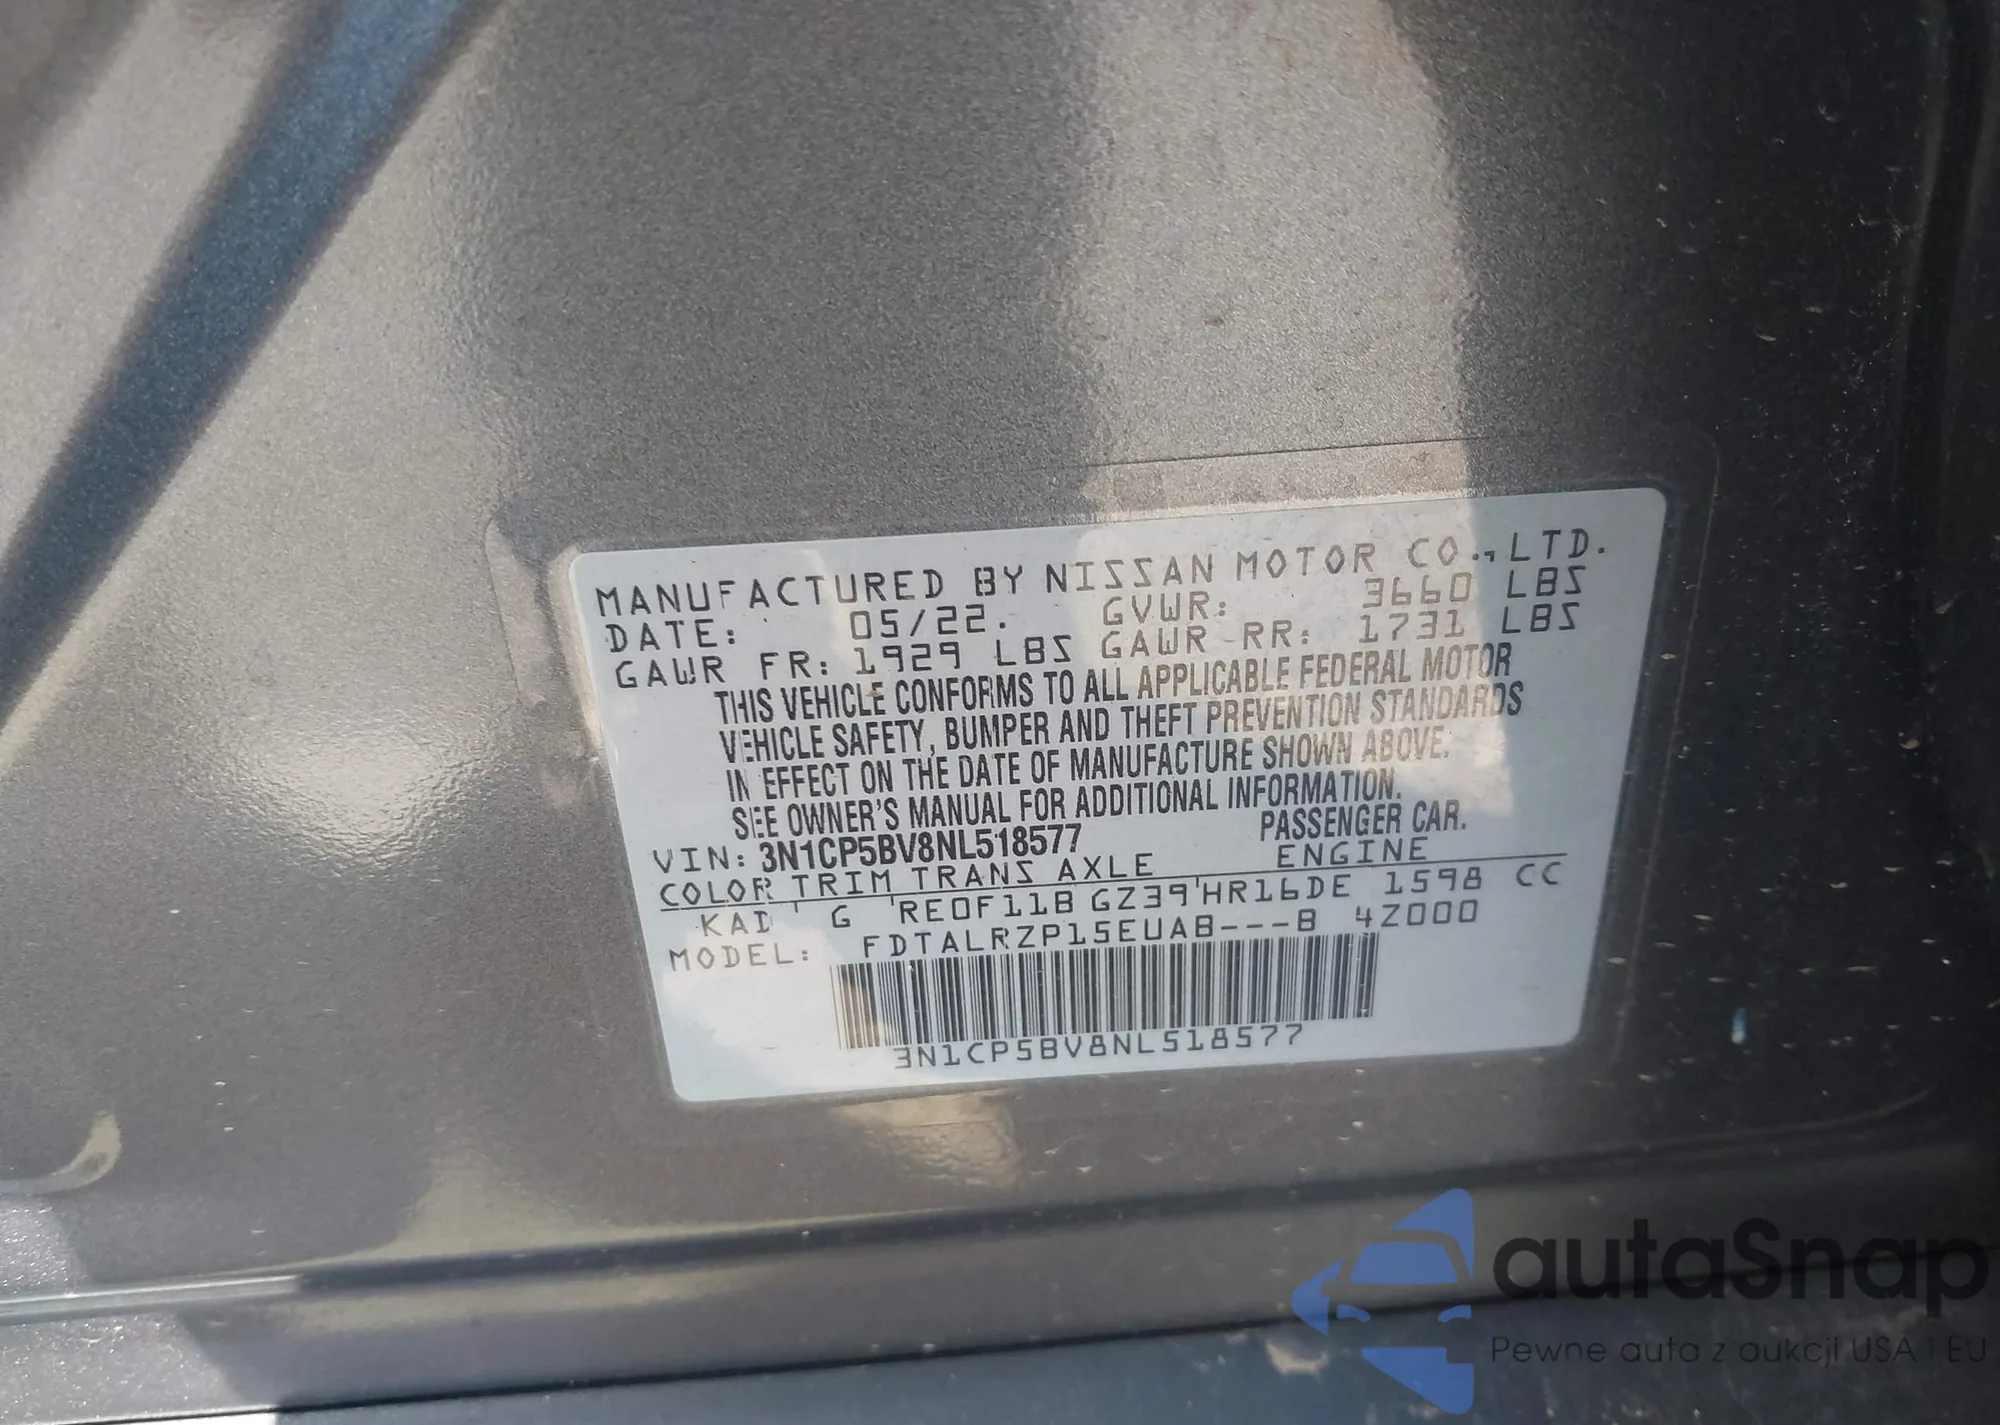 MANUFACTURED BY NISSAN MOTOR CO., LTD.
DATE: 05/22. GVWR: 3660 LBS
GAWR FR: 1929 LBS GAWR RR: 1731 LBS
THIS VEHICLE CONFORMS TO ALL APPLICABLE FEDERAL MOTOR
VEHICLE SAFETY, BUMPER AND THEFT PREVENTION STANDARDS
IN EFFECT ON THE DATE OF MANUFACTURE SHOWN ABOVE.
SEE OWNER'S MANUAL FOR ADDITIONAL INFORMATION.
VIN: 3N1CP5BV8NL518577 PASSENGER CAR.
COLOR TRIM TRANS AXLE ENGINE
KAD G RE0F11B GZ39 HR16DE 1598 CC
MODEL: FDTALRZP15EUAB---B 4Z000
3N1CP5BV8NL518577
autaSnap
Pewne auta z aukcji USA i EU